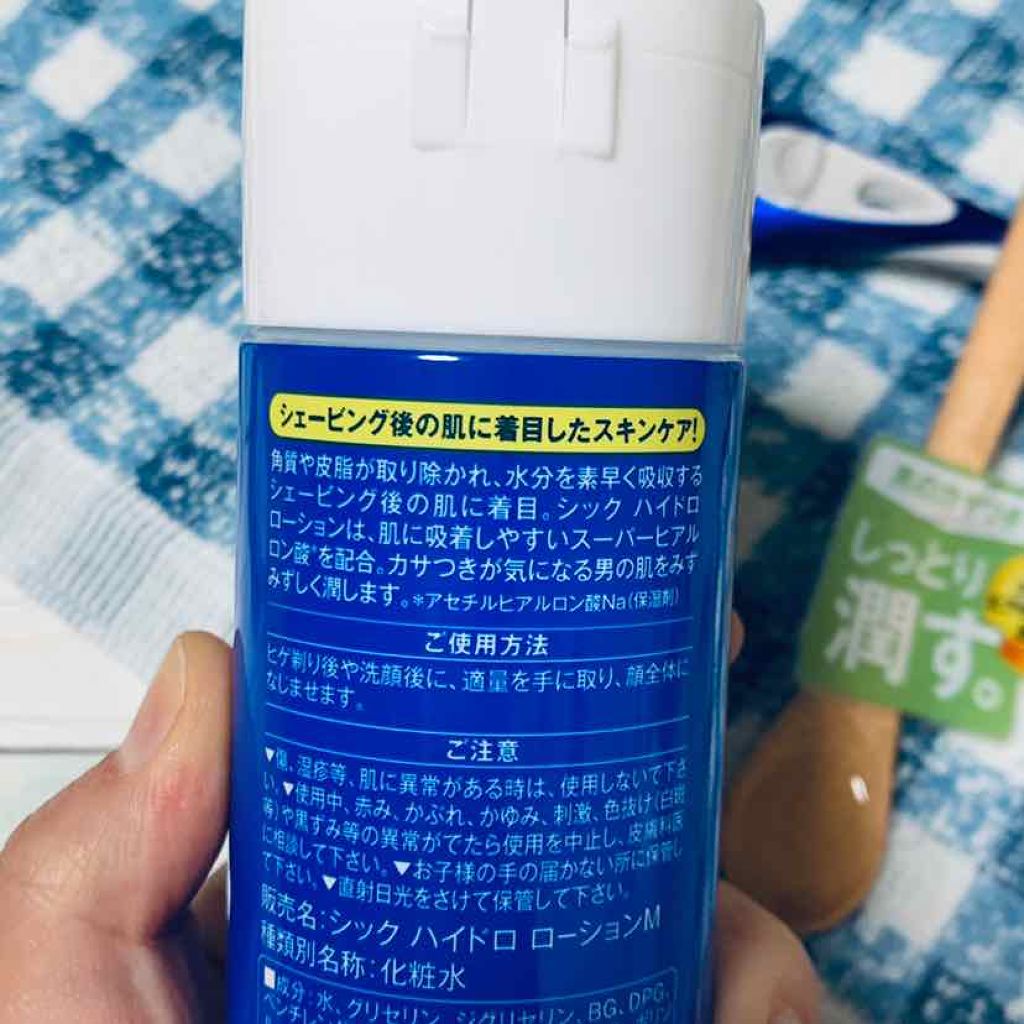 シェービング後の肌に着目したスキンケア!
角質や皮脂が取り除かれ、水分を素早く吸収する
シェービング後の肌に着目。シック ハイドロ
ローションは、肌に吸着しやすいスーパーヒアル
ロン酸*を配合。カサつきが気になる男の肌をみず
みずしく潤します。*アセチルヒアルロン酸Na(保湿剤)
ご使用方法
ヒゲ剃り後や洗顔後に、適量を手に取り、顔全体に
なじませます。
ご注意
▼傷、湿疹等、肌に異常がある時は、使用しないで下さ
い。▼使用中、赤み、かぶれ、かゆみ、刺激、色抜け(白斑
等)や黒ずみ等の異常がでたら使用を中止し、皮膚科医
に相談して下さい。▼お子様の手の届かない所に保管し
て下さい。▼直射日光をさけて保管して下さい。
販売名:シック ハイドロ ローションM
種類別名称:化粧水
■成分:水、グリセリン、ジグリセリン、BG、DPG、
しっとり
潤す。